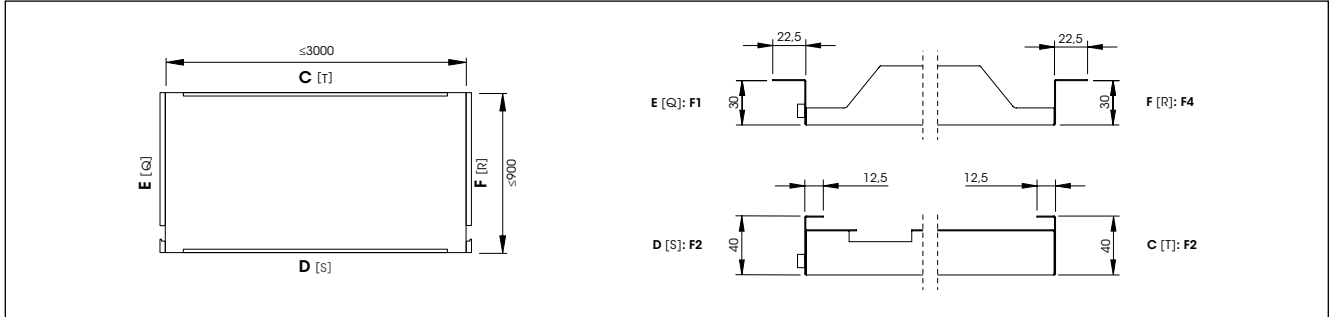 ≤3000
C [T]
E [Q]
F [R]
≤900
D [S]
22,5
22,5
E [Q]: F1
30
30
F [R]: F4
12,5
12,5
D [S]: F2
40
40
C [T]: F2